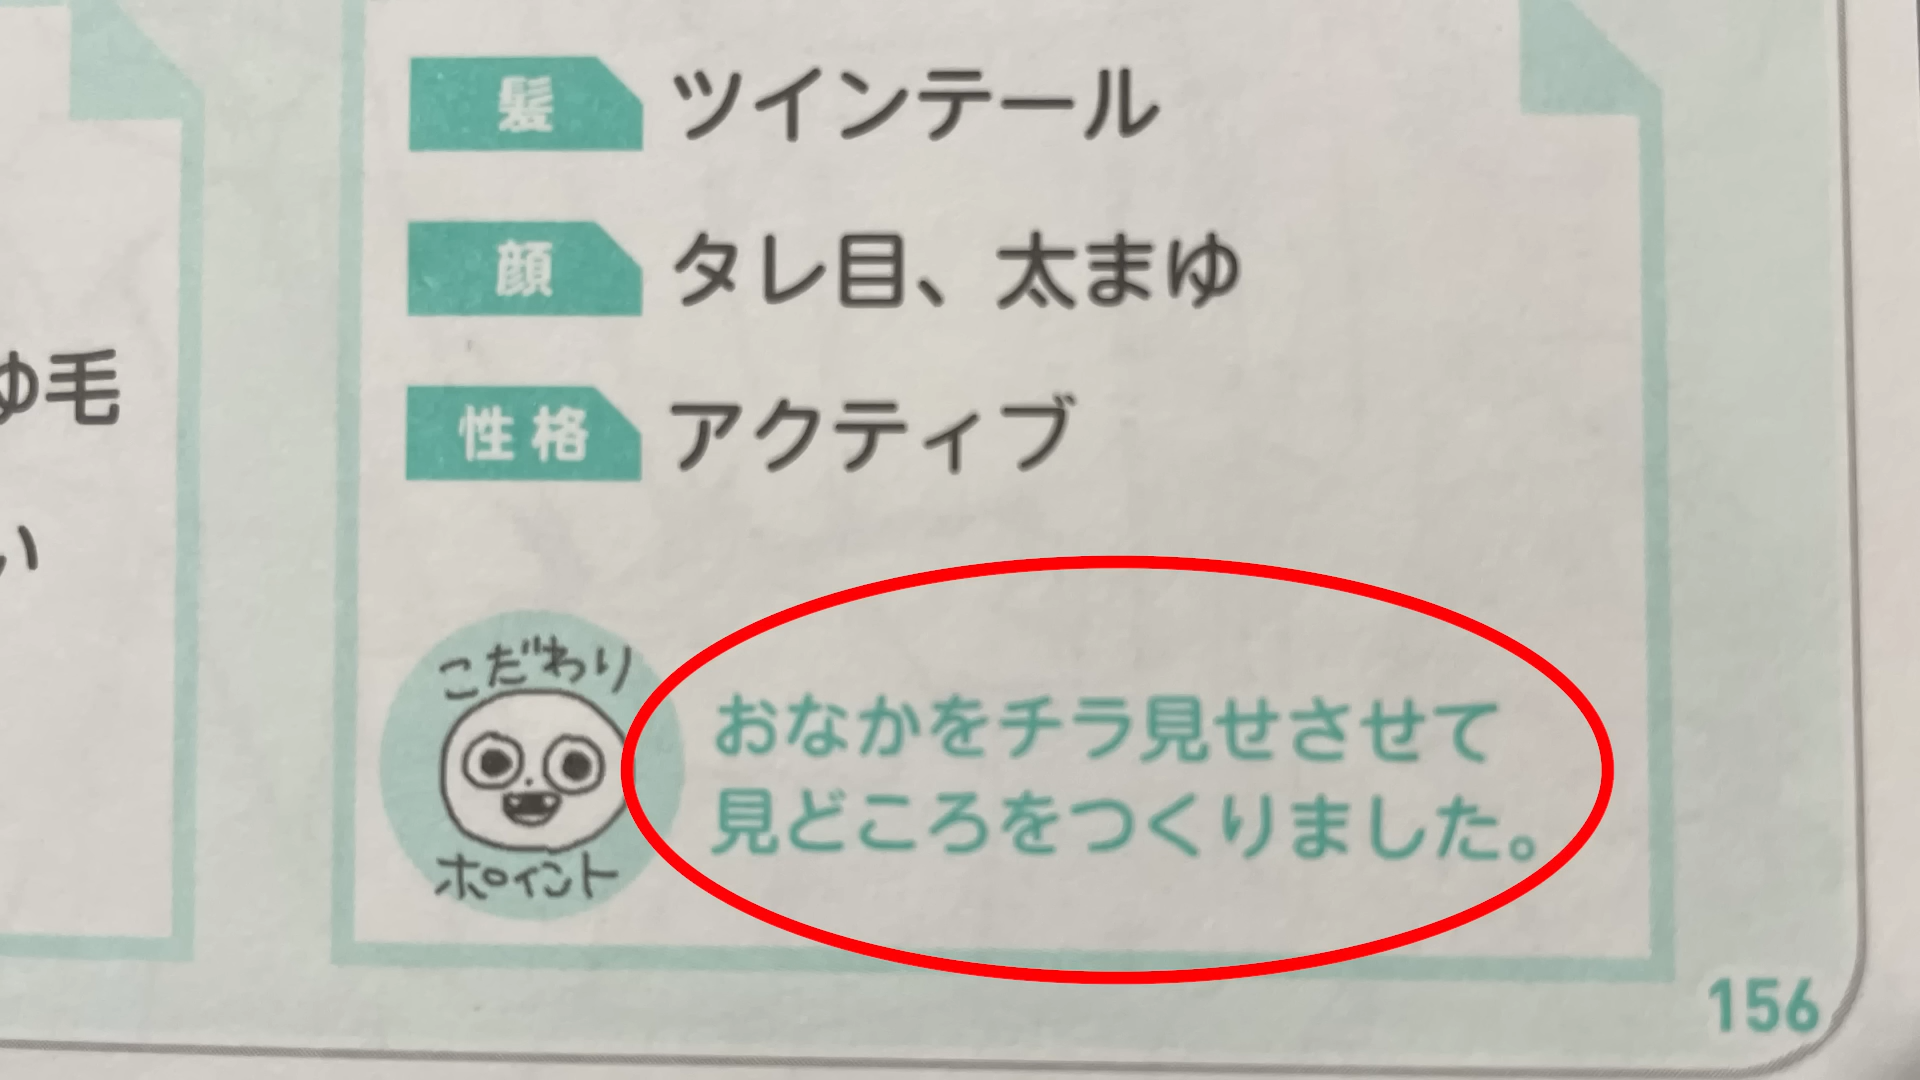 髪 ツインテール
顔 タレ目、太まゆ
性格 アクティブ
ゆ毛
い
こだわり
ポイント
おなかをチラ見せさせて
見どころをつくりました。
156